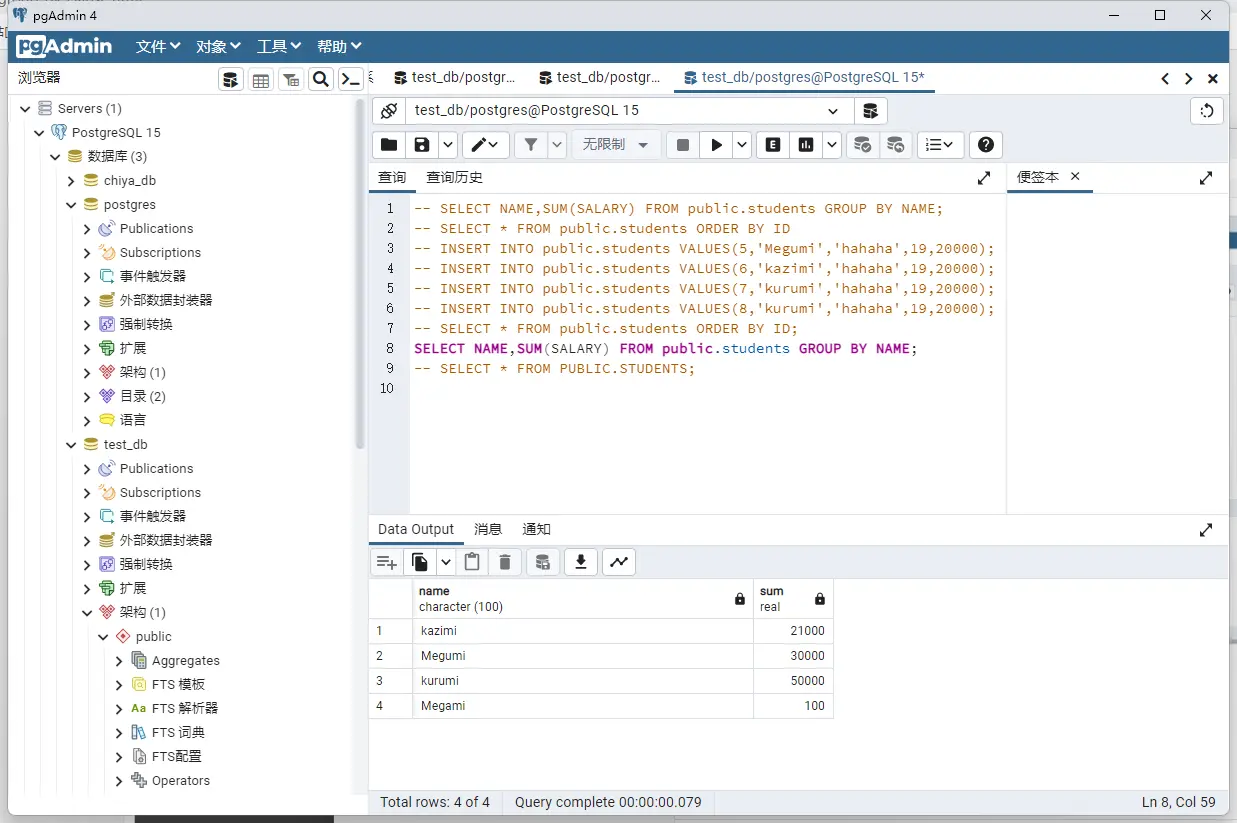 pgAdmin 4
pgAdmin 文件 对象 工具 帮助
浏览器
test_db/postgr...
test_db/postgr...
test_db/postgres@PostgreSQL 15*
Servers (1)
PostgreSQL 15
数据库 (3)
chiya_db
postgres
Publications
Subscriptions
事件触发器
外部数据封装器
强制转换
扩展
架构 (1)
目录 (2)
语言
test_db
Publications
Subscriptions
事件触发器
外部数据封装器
强制转换
扩展
架构 (1)
public
Aggregates
FTS 模板
Aa FTS 解析器
FTS 词典
FTS配置
Operators
test_db/postgres@PostgreSQL 15
无限制
E
查询 查询历史
便签本
1 -- SELECT NAME,SUM(SALARY) FROM public.students GROUP BY NAME;
2 -- SELECT * FROM public.students ORDER BY ID
3 -- INSERT INTO public.students VALUES(5,'Megumi','hahaha',19,20000);
4 -- INSERT INTO public.students VALUES(6,'kazimi','hahaha',19,20000);
5 -- INSERT INTO public.students VALUES(7,'kurumi','hahaha',19,20000);
6 -- INSERT INTO public.students VALUES(8,'kurumi','hahaha',19,20000);
7 -- SELECT * FROM public.students ORDER BY ID;
8 SELECT NAME,SUM(SALARY) FROM public.students GROUP BY NAME;
9 -- SELECT * FROM PUBLIC.STUDENTS;
10
Data Output 消息 通知
name sum
character (100) real
1 kazimi 21000
2 Megumi 30000
3 kurumi 50000
4 Megami 100
Total rows: 4 of 4 Query complete 00:00:00.079 Ln 8, Col 59